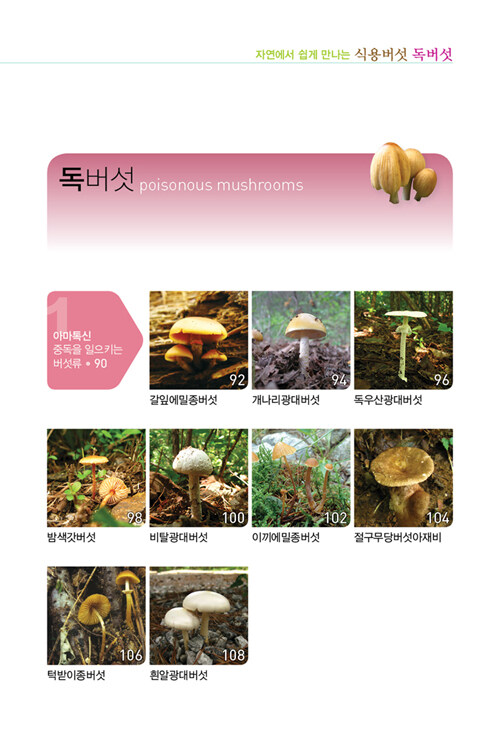 자연에서 쉽게 만나는 식용버섯 독버섯
독버섯 poisonous mushrooms
1
아마톡신
중독을 일으키는
버섯류 * 90
92
갈잎에밀종버섯
94
개나리광대버섯
96
독우산광대버섯
98
밤색갓버섯
100
비탈광대버섯
102
이끼에밀종버섯
104
절구무당버섯아재비
106
턱받이종버섯
108
흰알광대버섯